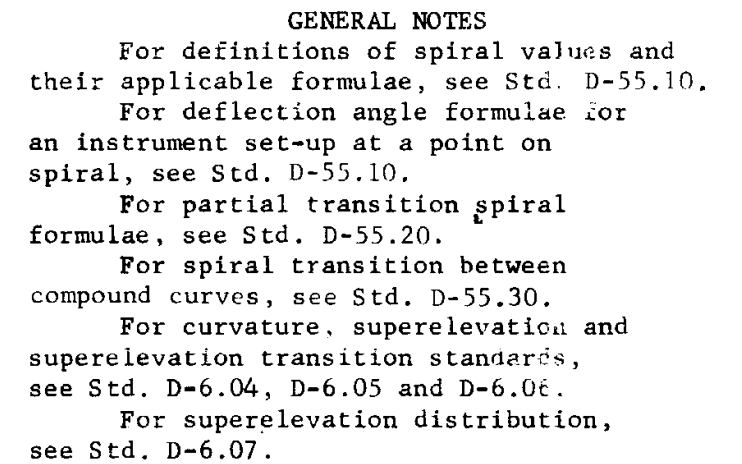 GENERAL NOTES
For definitions of spiral values and
their applicable formulae, see Std. D-55.10.
For deflection angle formulae for
an instrument set-up at a point on
spiral, see Std. D-55.10.
For partial transition spiral
formulae, see Std. D-55.20.
For spiral transition between
compound curves, see Std. D-55.30.
For curvature, superelevation and
superelevation transition standards,
see Std. D-6.04, D-6.05 and D-6.06.
For superelevation distribution,
see Std. D-6.07.